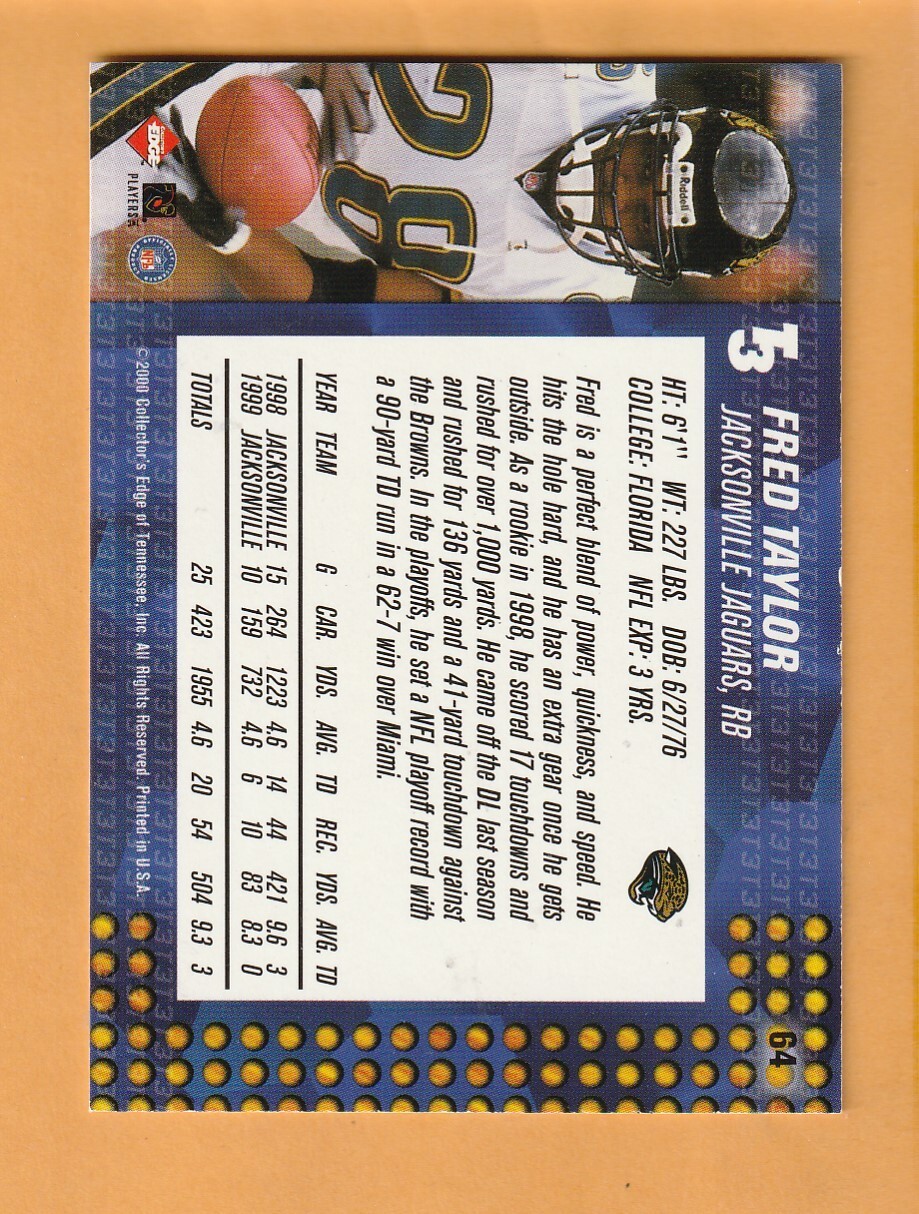 T3
FRED TAYLOR
JACKSONVILLE JAGUARS, RB
64
HT: 6'1" WT: 227 LBS. DOB: 6/27/76
COLLEGE: FLORIDA NFL EXP: 3 YRS.
Fred is a perfect blend of power, quickness, and speed. He
hits the hole hard, and he has an extra gear once he gets
outside. As a rookie in 1998, he scored 17 touchdowns and
rushed for over 1,000 yards. He came off the DL last season
and rushed for 136 yards and a 41-yard touchdown against
the Browns. In the playoffs, he set a NFL playoff record with
a 90-yard TD run in a 62-7 win over Miami.
YEAR TEAM G CAR. YDS. AVG. TD REC. YDS. AVG. TD
1998 JACKSONVILLE 15 264 1223 4.6 14 44 421 9.6 3
1999 JACKSONVILLE 10 159 732 4.6 6 10 83 8.3 0
TOTALS 25 423 1955 4.6 20 54 504 9.3 3
©2000 Collector's Edge of Tennessee, Inc. All Rights Reserved. Printed in U.S.A.
Riddell
8
EDGE
PLAYERS
NFL